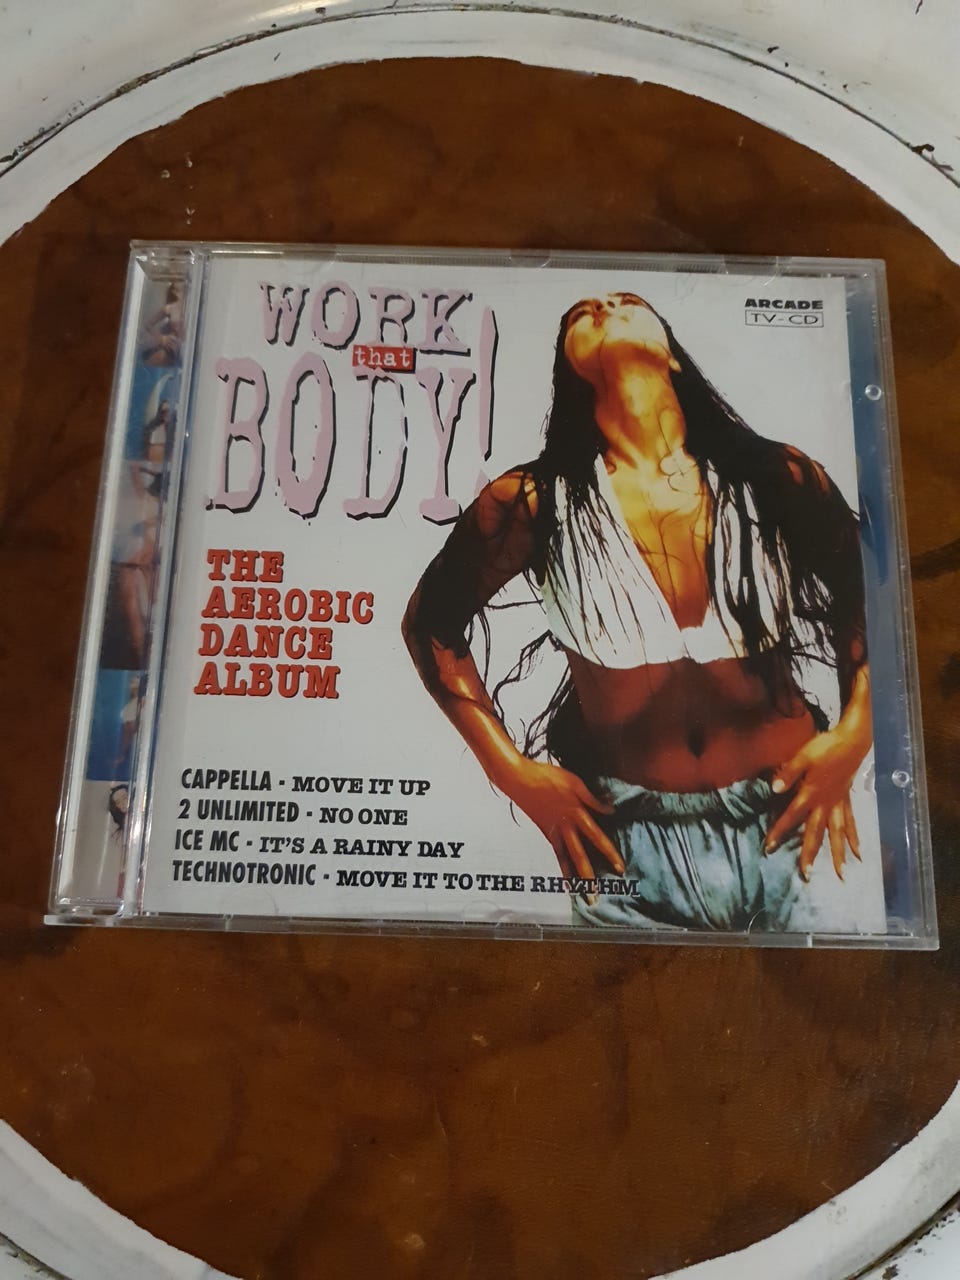 WORK
that
BODY!
ARCADE
TV-CD
THE
AEROBIC
DANCE
ALBUM
CAPPELLA - MOVE IT UP
2 UNLIMITED - NO ONE
ICE MC - IT'S A RAINY DAY
TECHNOTRONIC - MOVE IT TO THE RHYTHM